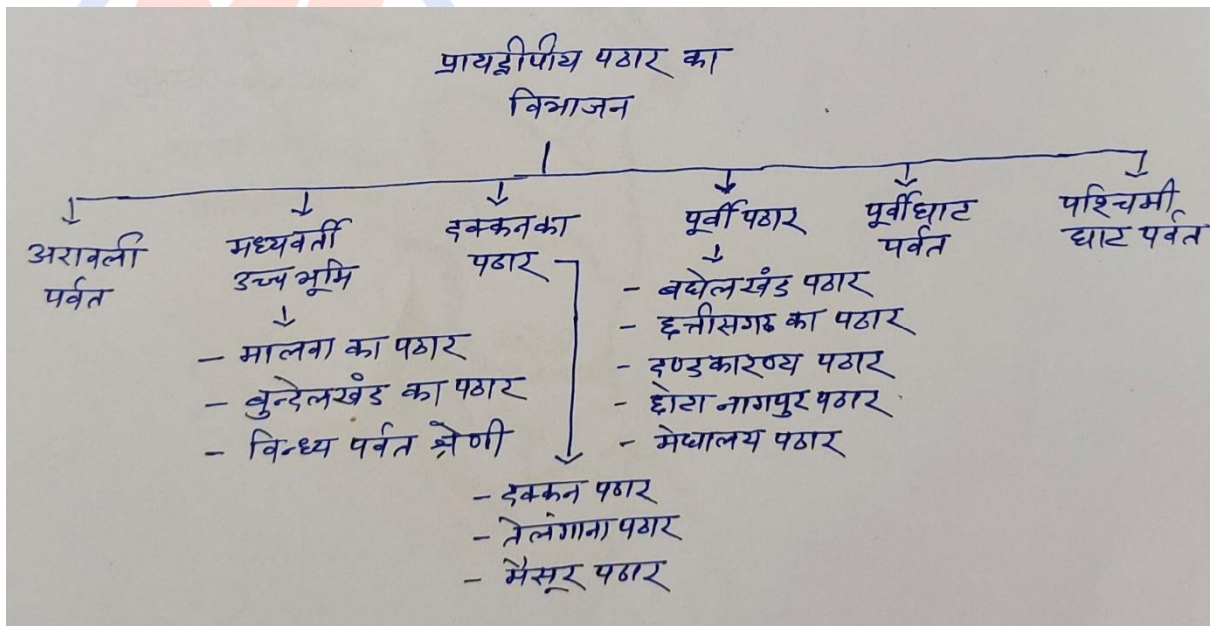 प्रायद्वीपीय पठार का
विभाजन
अरावली
पर्वत
मध्यवर्ती
उच्च भूमि
- मालवा का पठार
- बुन्देलखंड का पठार
- विन्ध्य पर्वत श्रेणी
दक्कन का
पठार
- दक्कन पठार
- तेलंगाना पठार
- मैसूर पठार
पूर्वी पठार
- बघेलखंड पठार
- छत्तीसगढ का पठार
- दण्डकारण्य पठार
- छोटा नागपुर पठार
- मेघालय पठार
पूर्वी घाट
पर्वत
पश्चिमी
घाट पर्वत